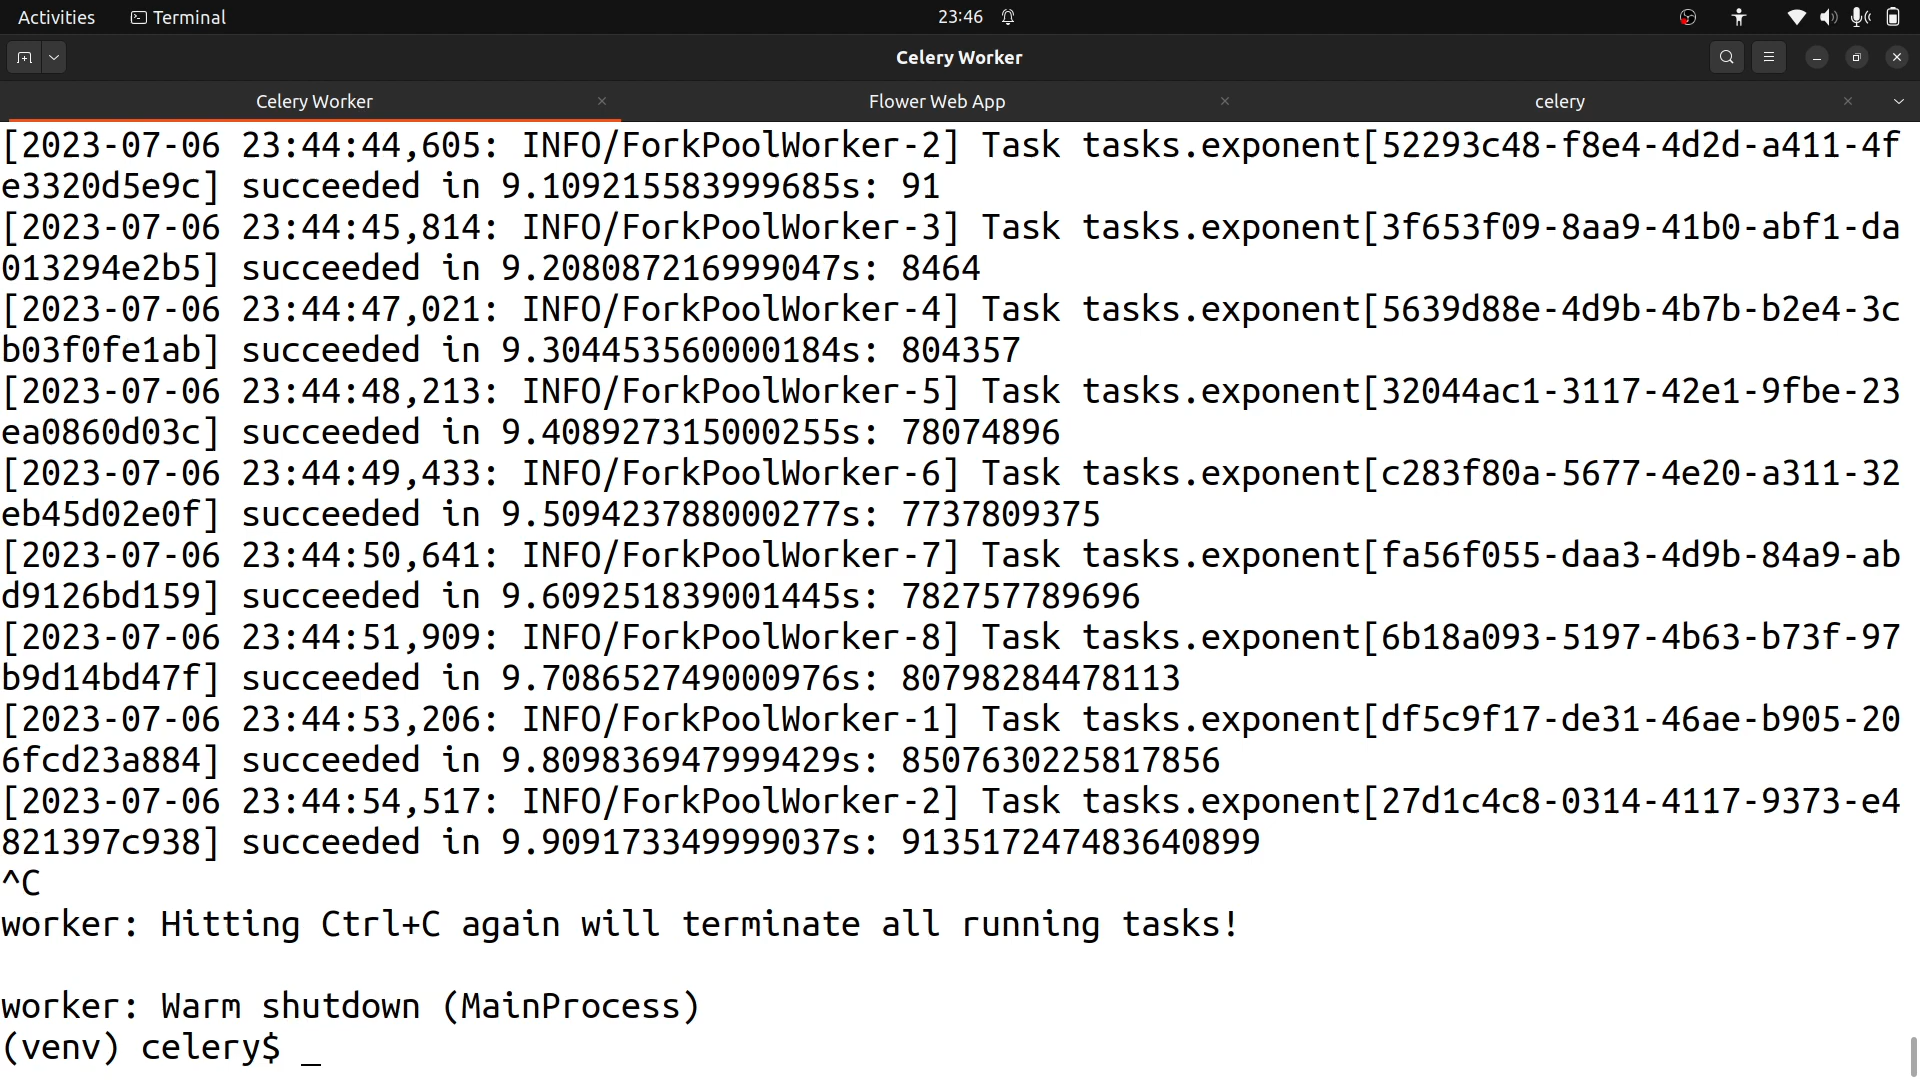 Activities Terminal 23:46
Celery Worker
Celery Worker × Flower Web App × celery ×
[2023-07-06 23:44:44,605: INFO/ForkPoolWorker-2] Task tasks.exponent[52293c48-f8e4-4d2d-a411-4f
e3320d5e9c] succeeded in 9.109215583999685s: 91
[2023-07-06 23:44:45,814: INFO/ForkPoolWorker-3] Task tasks.exponent[3f653f09-8aa9-41b0-abf1-da
013294e2b5] succeeded in 9.208087216999047s: 8464
[2023-07-06 23:44:47,021: INFO/ForkPoolWorker-4] Task tasks.exponent[5639d88e-4d9b-4b7b-b2e4-3c
b03f0fe1ab] succeeded in 9.304453560000184s: 804357
[2023-07-06 23:44:48,213: INFO/ForkPoolWorker-5] Task tasks.exponent[32044ac1-3117-42e1-9fbe-23
ea0860d03c] succeeded in 9.408927315000255s: 78074896
[2023-07-06 23:44:49,433: INFO/ForkPoolWorker-6] Task tasks.exponent[c283f80a-5677-4e20-a311-32
eb45d02e0f] succeeded in 9.509423788000277s: 7737809375
[2023-07-06 23:44:50,641: INFO/ForkPoolWorker-7] Task tasks.exponent[fa56f055-daa3-4d9b-84a9-ab
d9126bd159] succeeded in 9.609251839001445s: 782757789696
[2023-07-06 23:44:51,909: INFO/ForkPoolWorker-8] Task tasks.exponent[6b18a093-5197-4b63-b73f-97
b9d14bd47f] succeeded in 9.708652749000976s: 80798284478113
[2023-07-06 23:44:53,206: INFO/ForkPoolWorker-1] Task tasks.exponent[df5c9f17-de31-46ae-b905-20
6fcd23a884] succeeded in 9.809836947999429s: 8507630225817856
[2023-07-06 23:44:54,517: INFO/ForkPoolWorker-2] Task tasks.exponent[27d1c4c8-0314-4117-9373-e4
821397c938] succeeded in 9.909173349999037s: 913517247483640899
^C
worker: Hitting Ctrl+C again will terminate all running tasks!
worker: Warm shutdown (MainProcess)
(venv) celery$ _